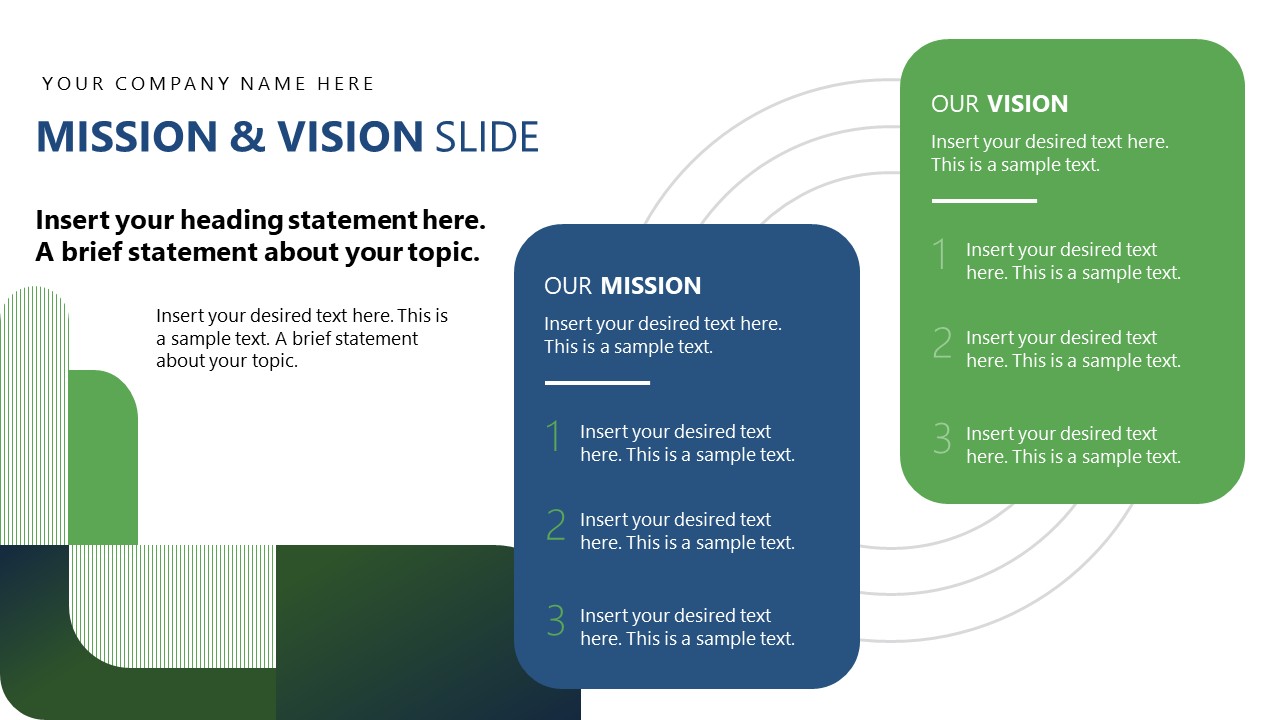 YOUR COMPANY NAME HERE
MISSION & VISION SLIDE
Insert your heading statement here.
A brief statement about your topic.
Insert your desired text here. This is
a sample text. A brief statement
about your topic.
OUR MISSION
Insert your desired text here.
This is a sample text.
1
Insert your desired text
here. This is a sample text.
2
Insert your desired text
here. This is a sample text.
3
Insert your desired text
here. This is a sample text.
OUR VISION
Insert your desired text here.
This is a sample text.
1
Insert your desired text
here. This is a sample text.
2
Insert your desired text
here. This is a sample text.
3
Insert your desired text
here. This is a sample text.